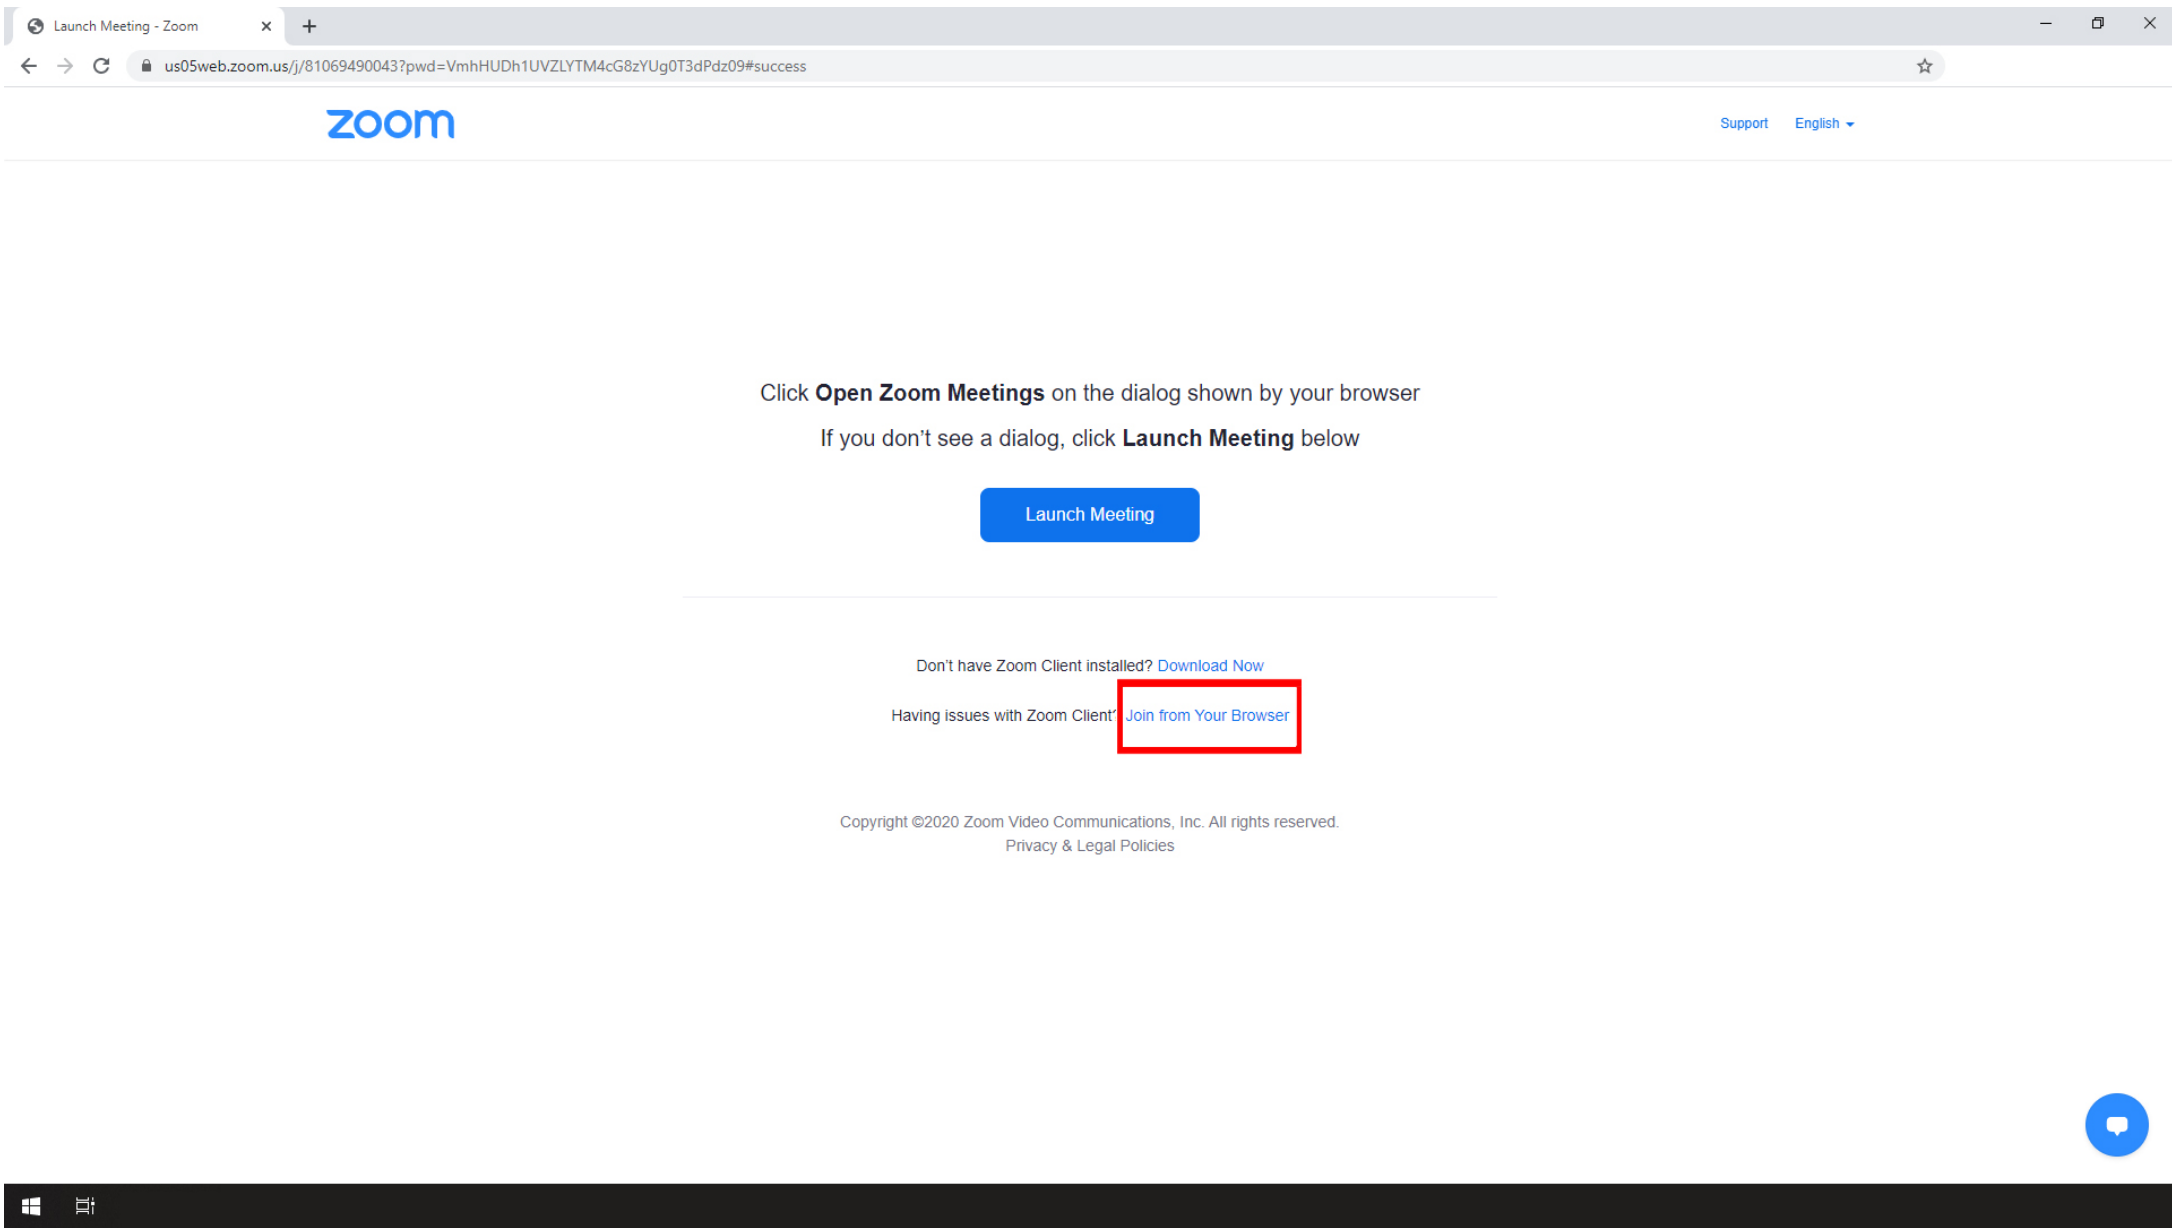 Launch Meeting - Zoom
us05web.zoom.us/j/81069490043?pwd=VmhHUDh1UVZLYTM4cG8zYUg0T3dPdz09#success
zoom
Support English
Click Open Zoom Meetings on the dialog shown by your browser
If you don't see a dialog, click Launch Meeting below
Launch Meeting
Don't have Zoom Client installed? Download Now
Having issues with Zoom Client? Join from Your Browser
Copyright ©2020 Zoom Video Communications, Inc. All rights reserved.
Privacy & Legal Policies